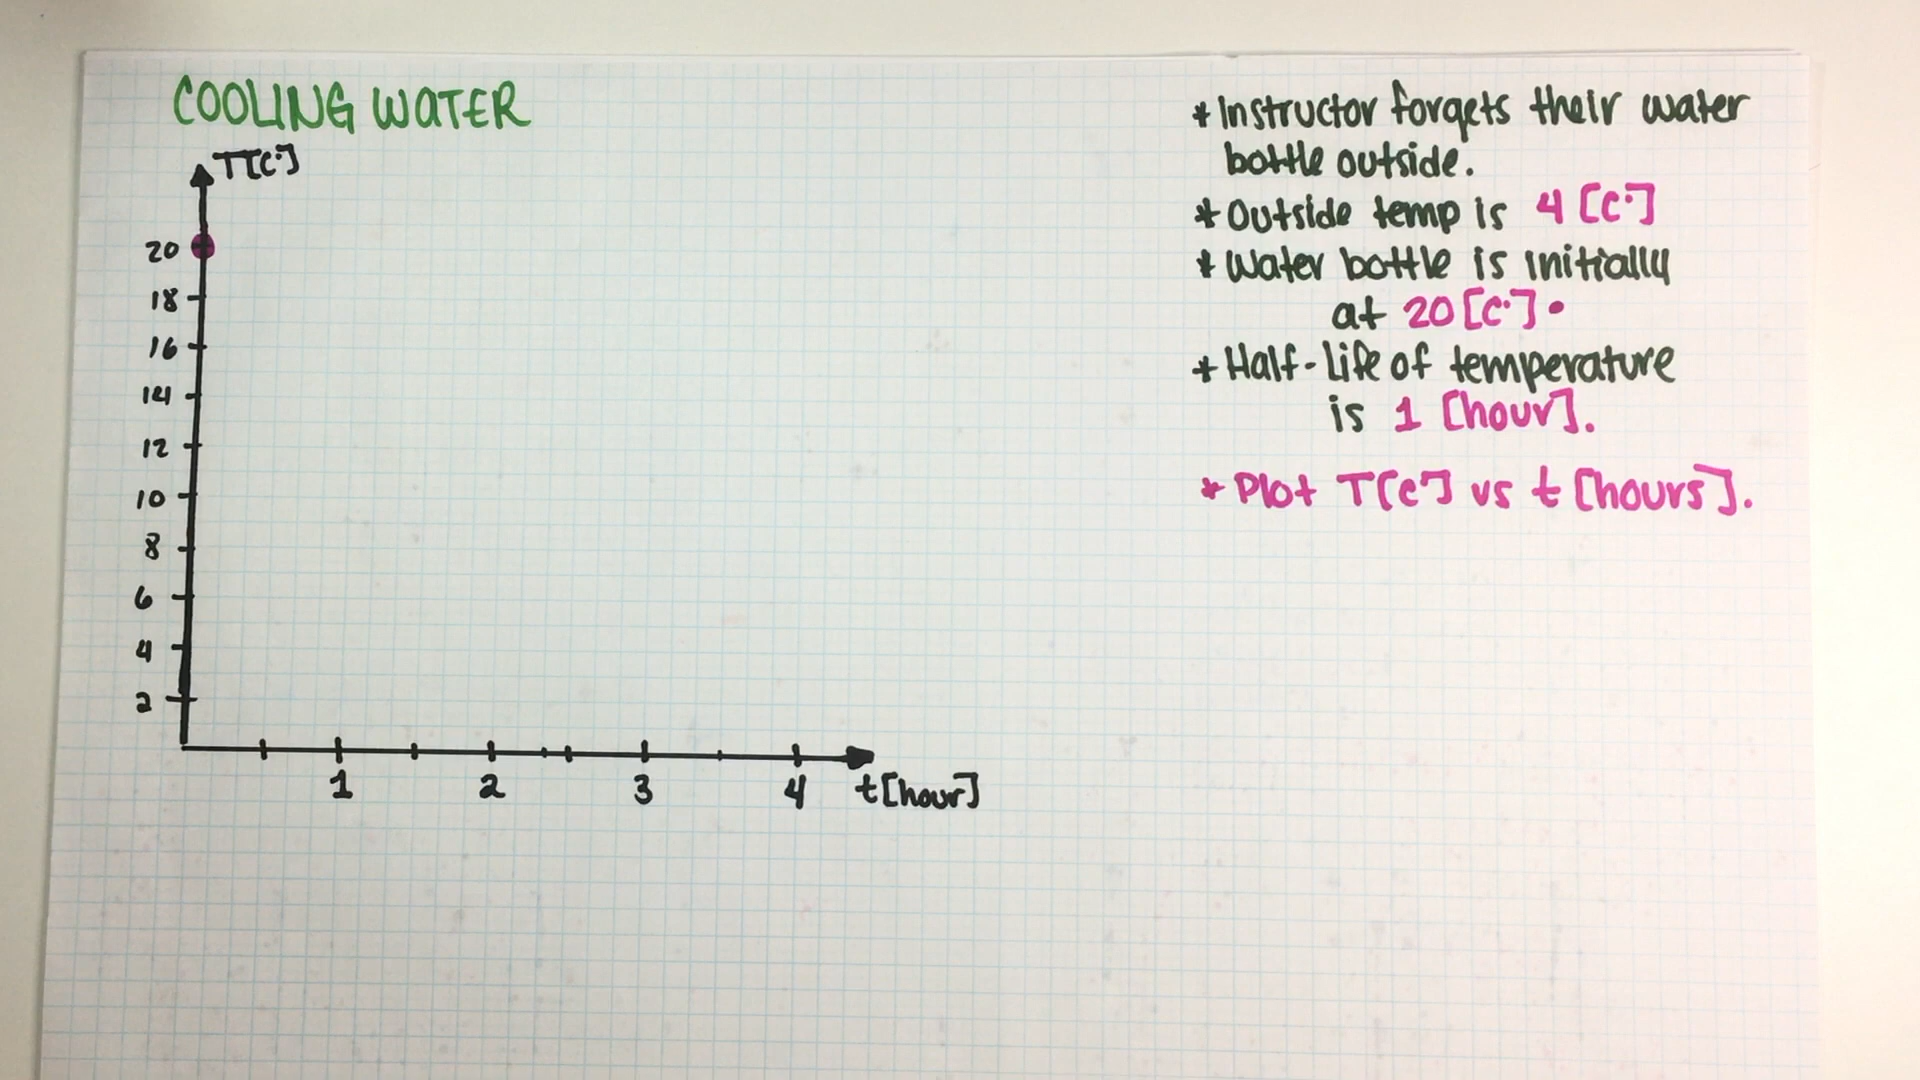 COOLING WATER
T[C°]
20
18
16
14
12
10
8
6
4
2
1 2 3 4 t[hour]
* Instructor forgets their water
bottle outside.
* Outside temp is 4 [C°]
* Water bottle is initially
at 20 [C°].
* Half-Life of temperature
is 1 [hour].
* Plot T[C°] vs t [hours].